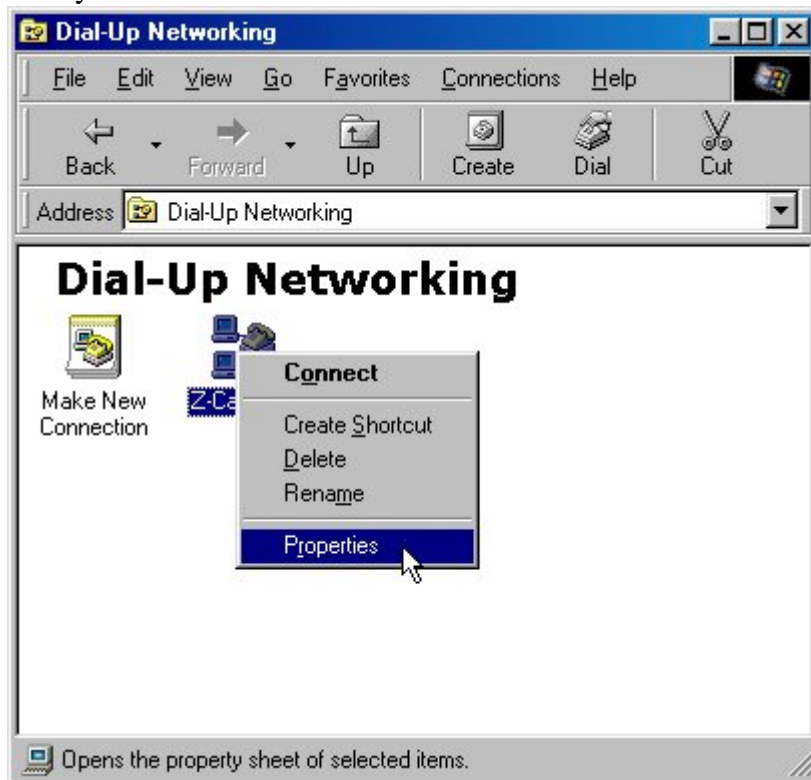 Dial-Up Networking
File Edit View Go Favorites Connections Help
Back Forward Up Create Dial Cut
Address Dial-Up Networking
Dial-Up Networking
Make New
Connection
Connect
Create Shortcut
Delete
Rename
Properties
Opens the property sheet of selected items.